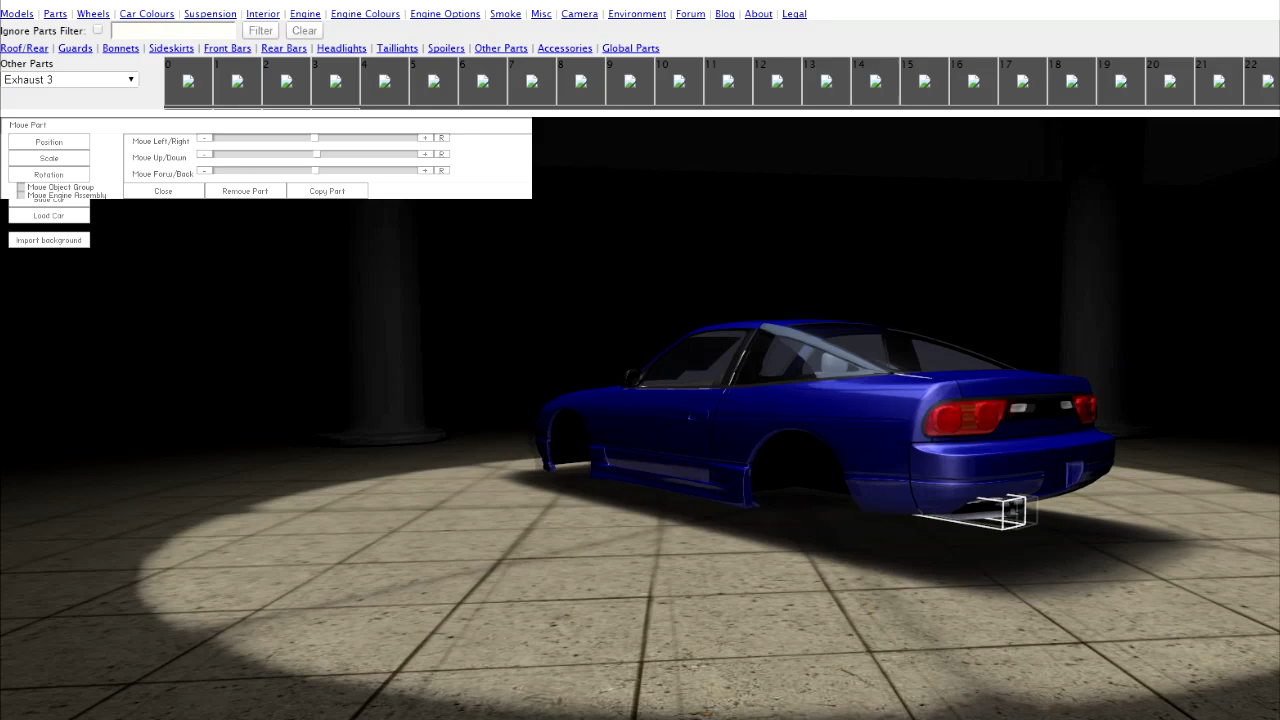 Models | Parts | Wheels | Car Colours | Suspension | Interior | Engine | Engine Colours | Engine Options | Smoke | Misc | Camera | Environment | Forum | Blog | About | Legal
Ignore Parts Filter: Filter Clear
Roof/Rear | Guards | Bonnets | Sideskirts | Front Bars | Rear Bars | Headlights | Taillights | Spoilers | Other Parts | Accessories | Global Parts
Other Parts
Exhaust 3
0 1 2 3 4 5 6 7 8 9 10 11 12 13 14 15 16 17 18 19 20 21 22
Move Part
Position
Move Left/Right - + R
Scale
Move Up/Down - + R
Rotation
Move Forw/Back - + R
Move Object Group
Close Remove Part Copy Part
Move Engine Assembly
Save Car
Load Car
Import background